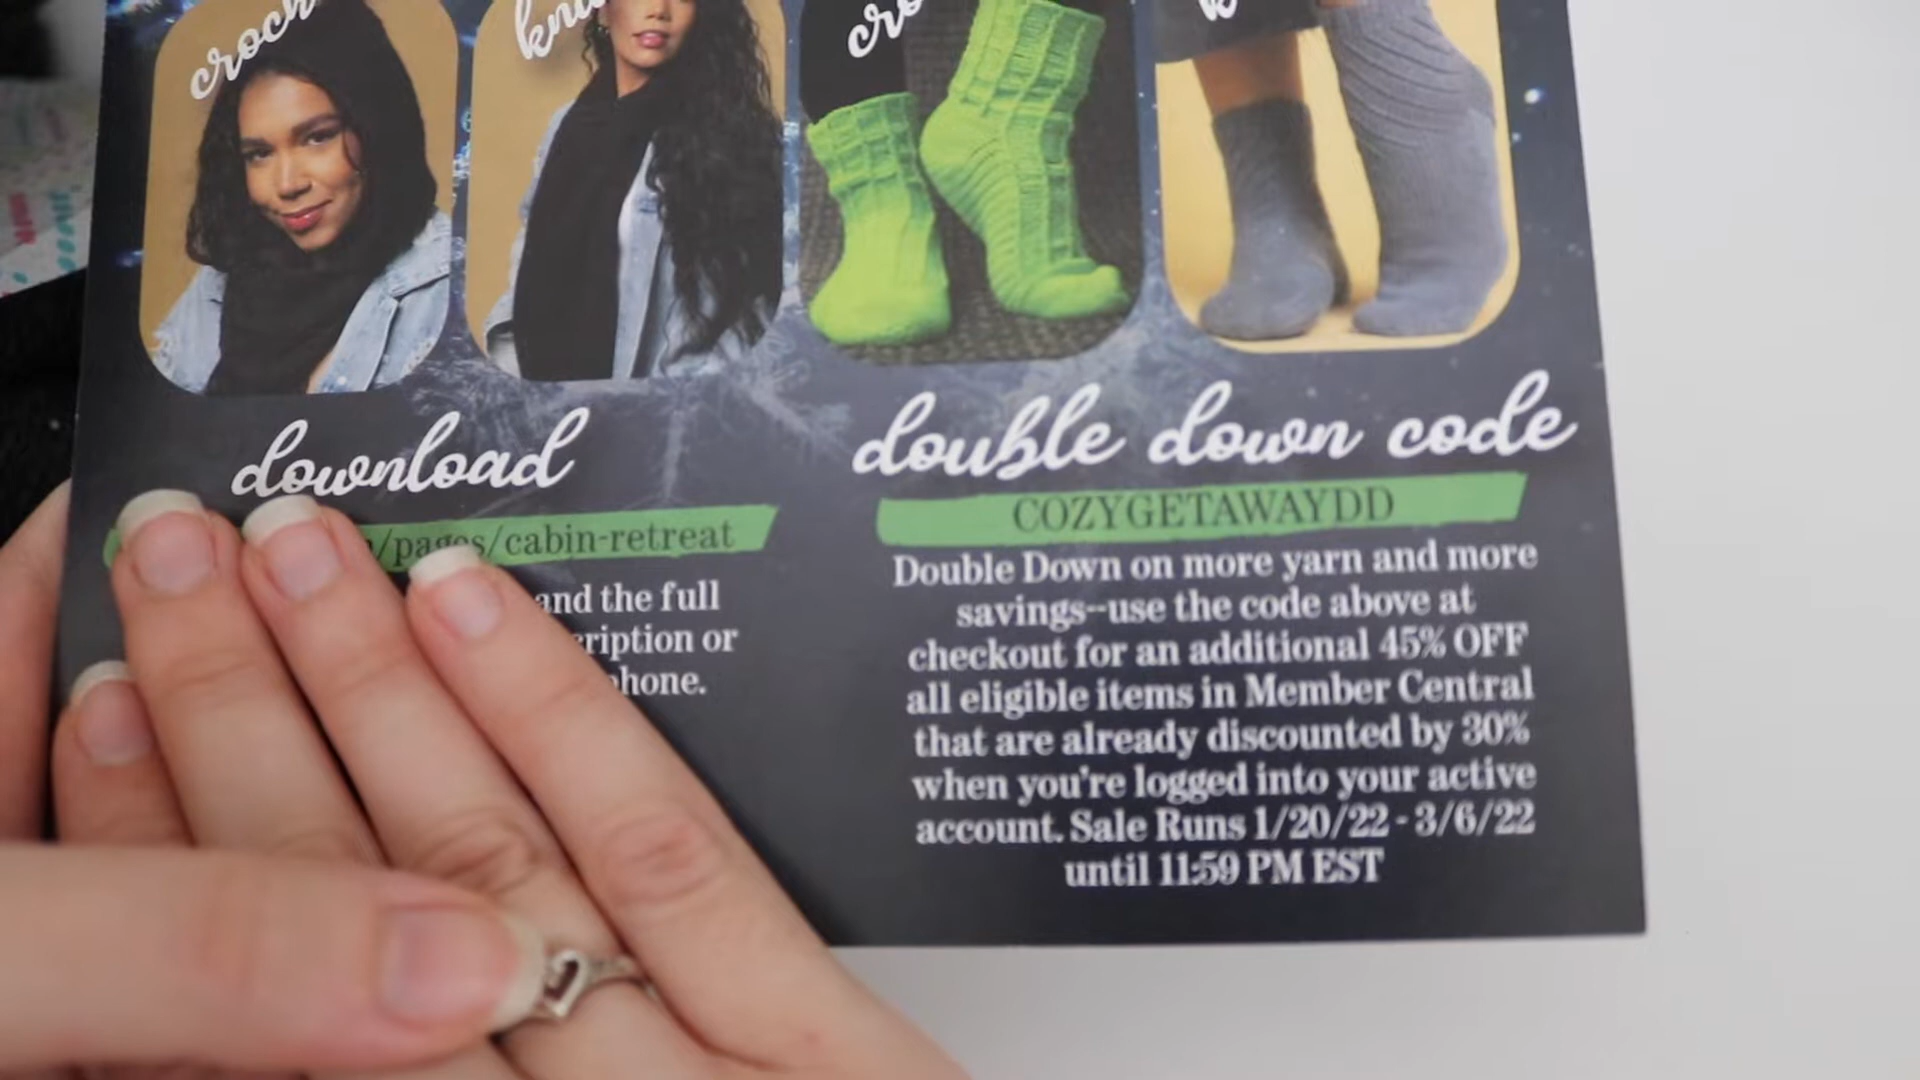 download
/pages/cabin-retreat
and the full
or
double down code
COZYGETAWAYDD
Double Down on more yarn and more
savings--use the code above at
checkout for an additional 45% OFF
all eligible items in Member Central
that are already discounted by 30%
when you're logged into your active
account. Sale Runs 1/20/22 - 3/6/22
until 11:59 PM EST